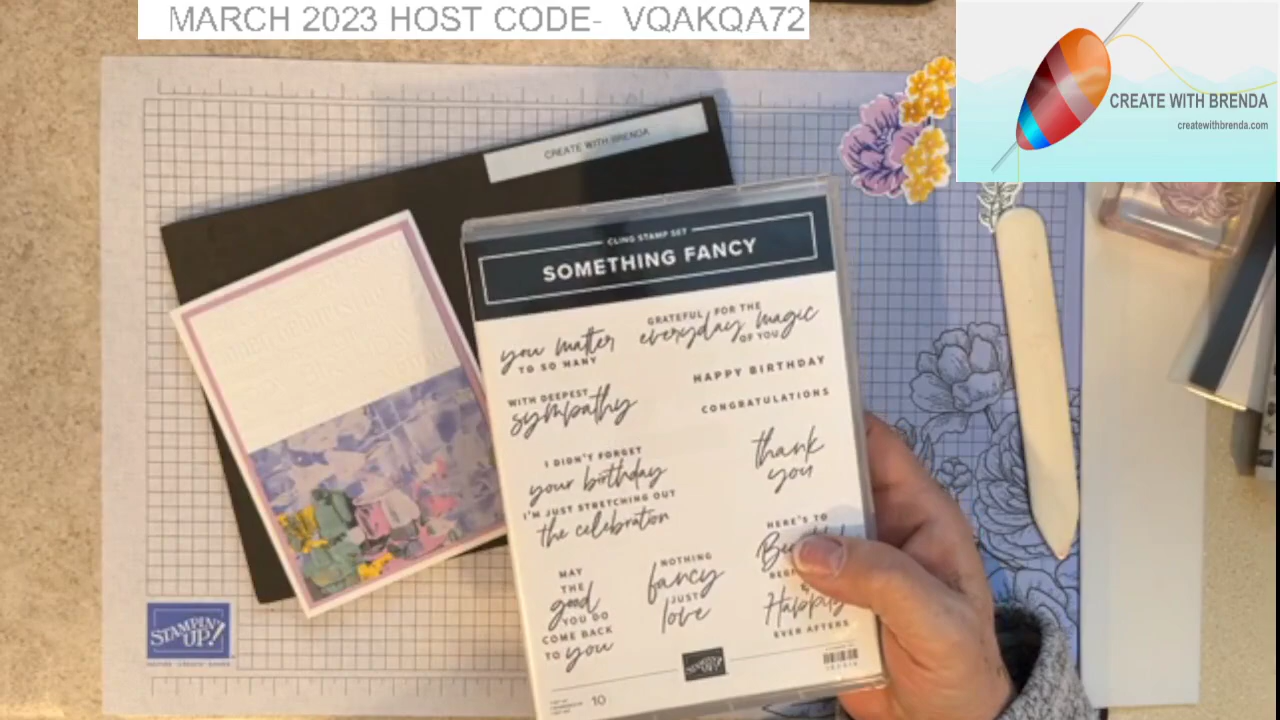 MARCH 2023 HOST CODE- VQAKQA72
CREATE WITH BRENDA
createwithbrenda.com
CREATE WITH BRENDA
CLING STAMP SET
SOMETHING FANCY
you matter
TO SO MANY
GRATEFUL FOR THE
everyday magic
OF YOU
WITH DEEPEST
sympathy
HAPPY BIRTHDAY
CONGRATULATIONS
I DIDN'T FORGET
your birthday
I'M JUST STRETCHING OUT
the celebration
thank
you
MAY
THE
good
YOU DO
COME BACK
TO you
NOTHING
fancy
JUST
love
HERE'S TO
Happily
EVER AFTERS
STAMPIN' UP!
10
STAMPIN' UP!